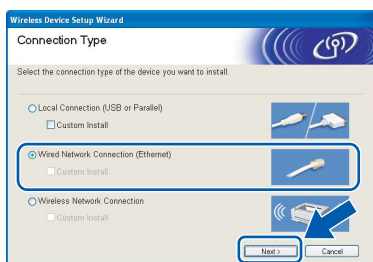 Wireless Device Setup Wizard
Connection Type
Select the connection type of the device you want to install.
Local Connection (USB or Parallel)
Custom Install
Wired Network Connection (Ethernet)
Custom Install
Wireless Network Connection
Custom Install
Next >
Cancel